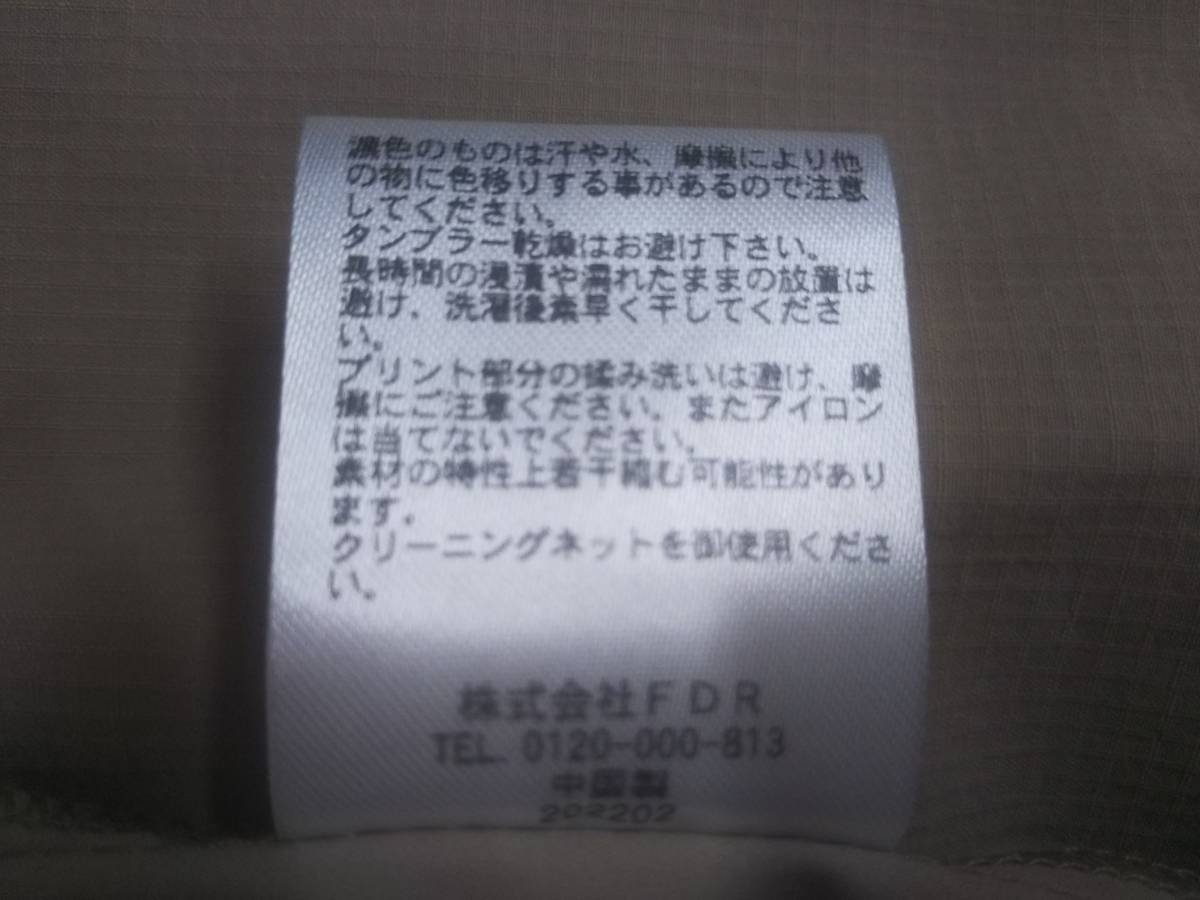 濃色のものは汗や水、摩擦により他
の物に色移りする事があるので注意
してください。
タンブラー乾燥はお避け下さい。
長時間の浸漬や濡れたままの放置は
避け、洗濯後素早く干してくださ
い。
プリント部分の揉み洗いは避け、摩
擦にご注意ください。またアイロン
は当てないでください。
素材の特性上若干縮む可能性があり
ます。
クリーニングネットを御使用くださ
い。
株式会社FDR
TEL. 0120-000-813
中国製
202202